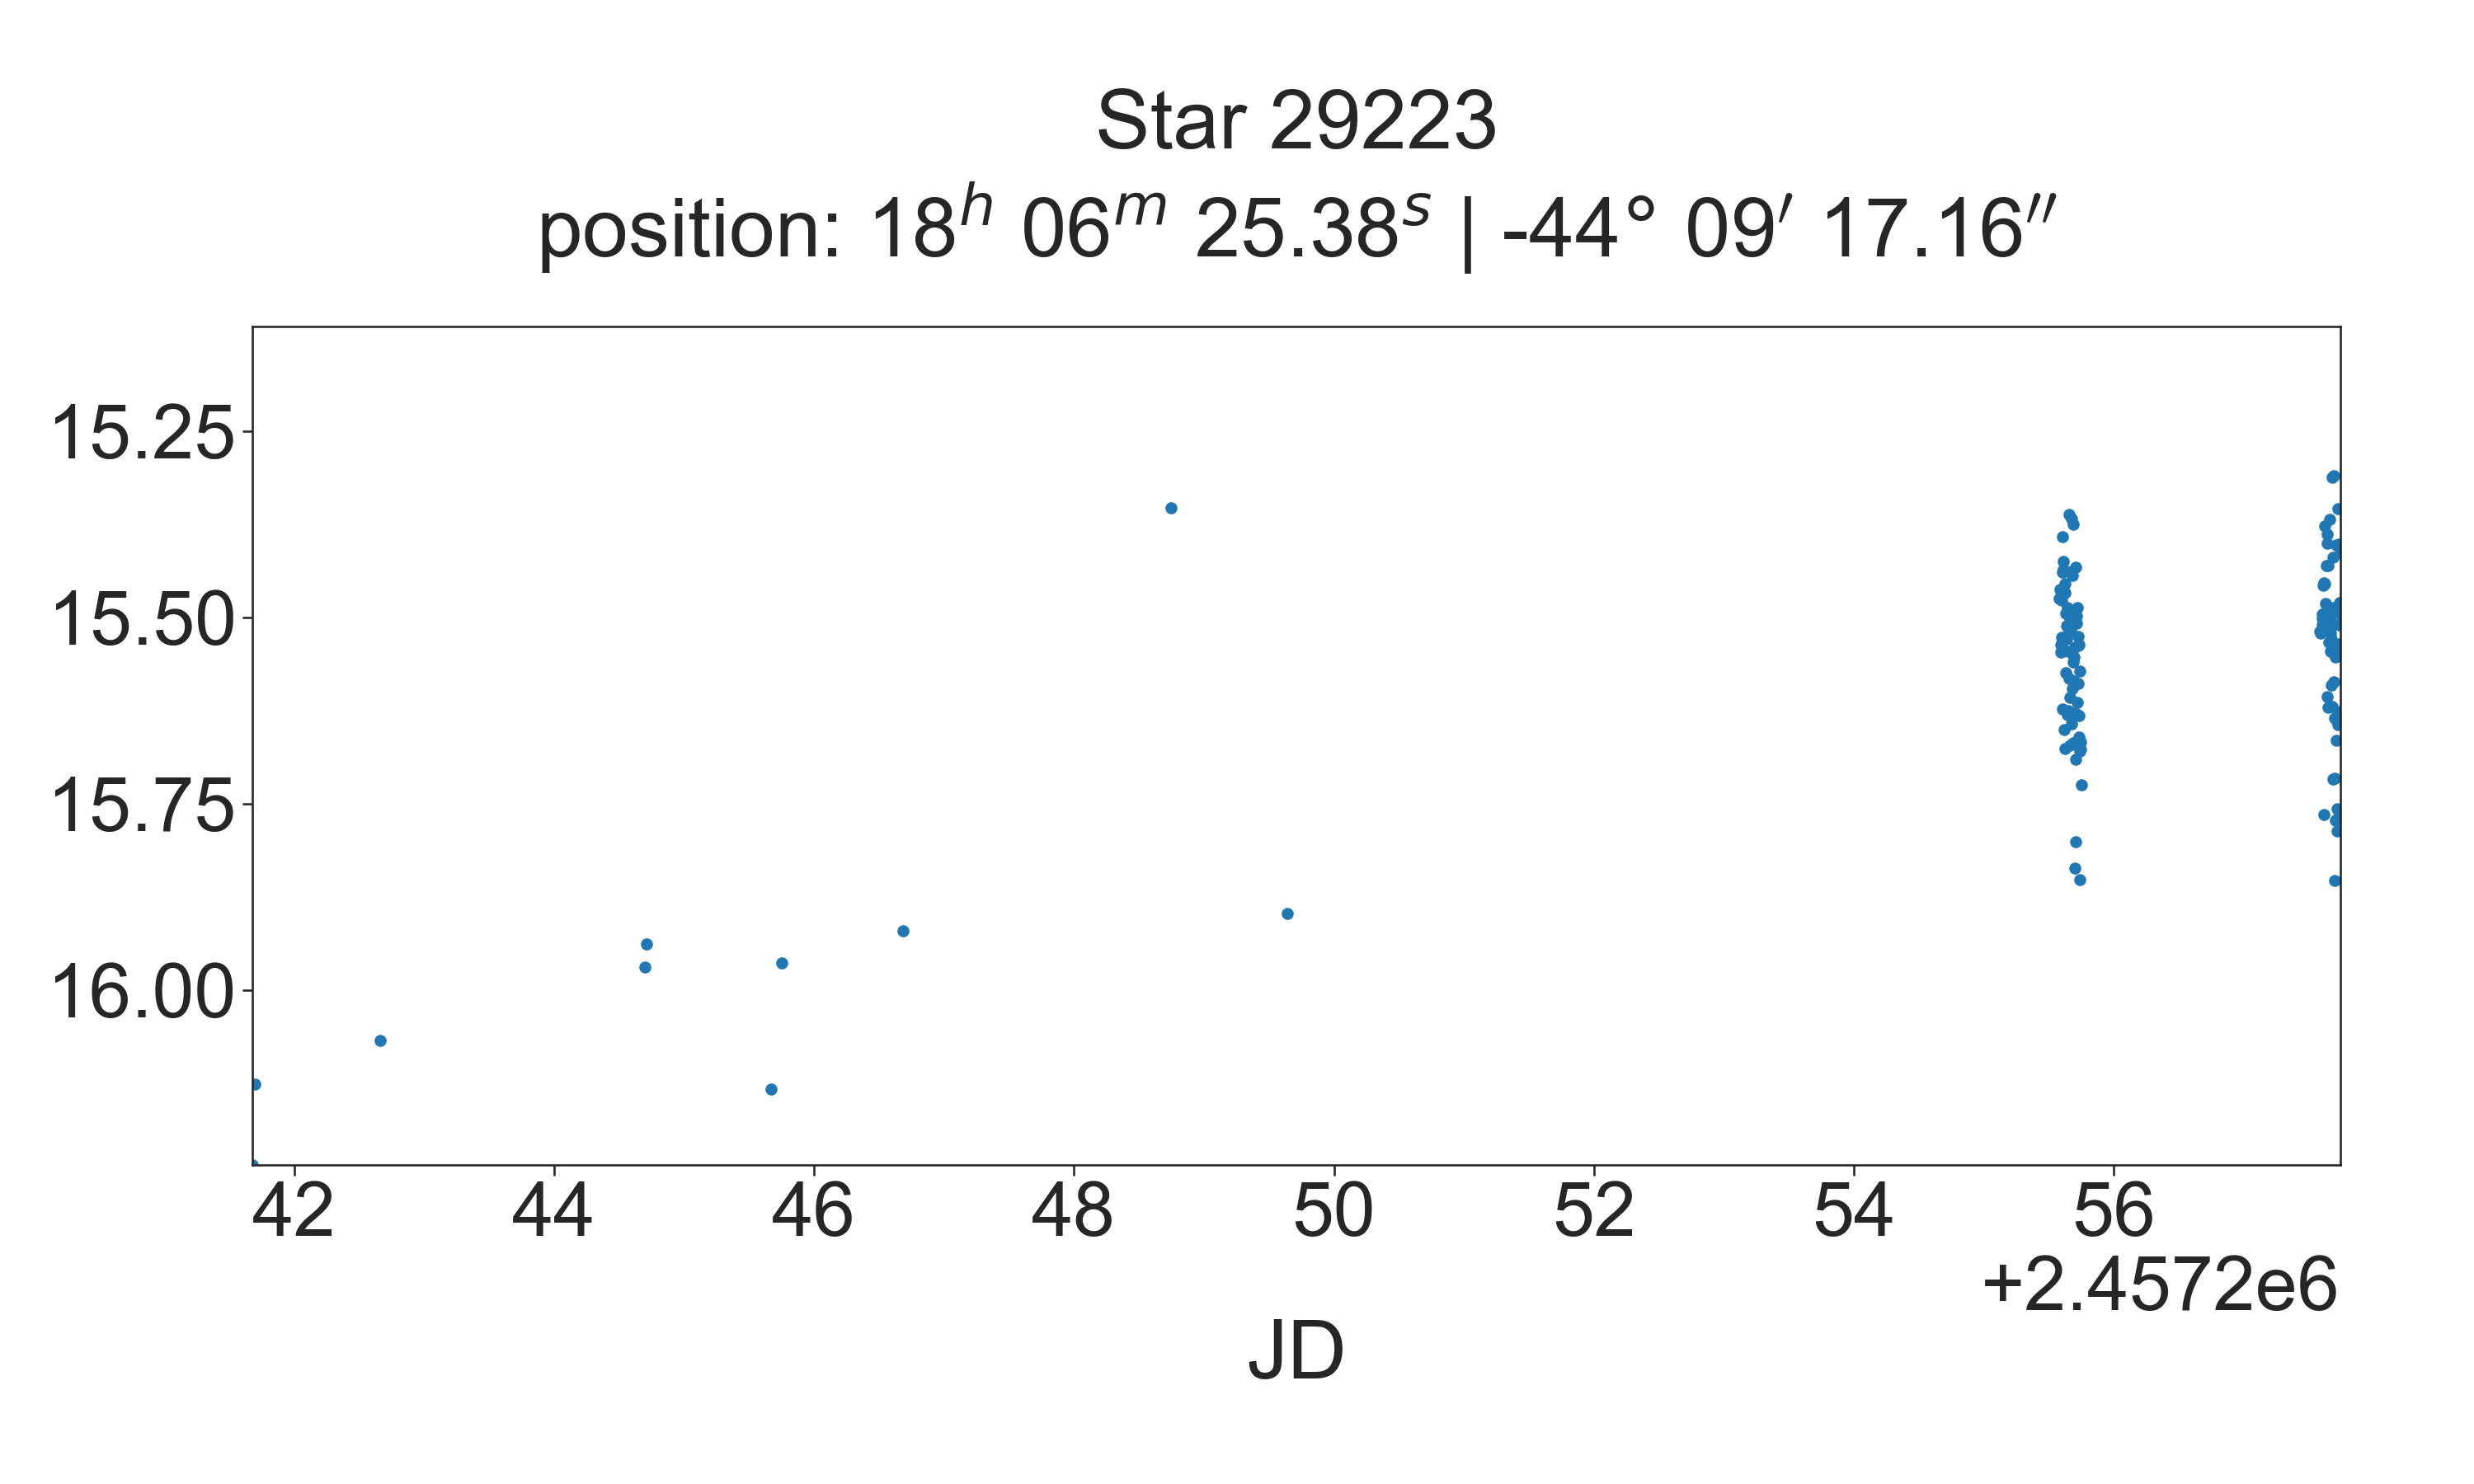 Star 29223
position: 18ʰ 06ᵐ 25.38ˢ | -44° 09′ 17.16″
15.25
15.50
15.75
16.00
42 44 46 48 50 52 54 56
+2.4572e6
JD